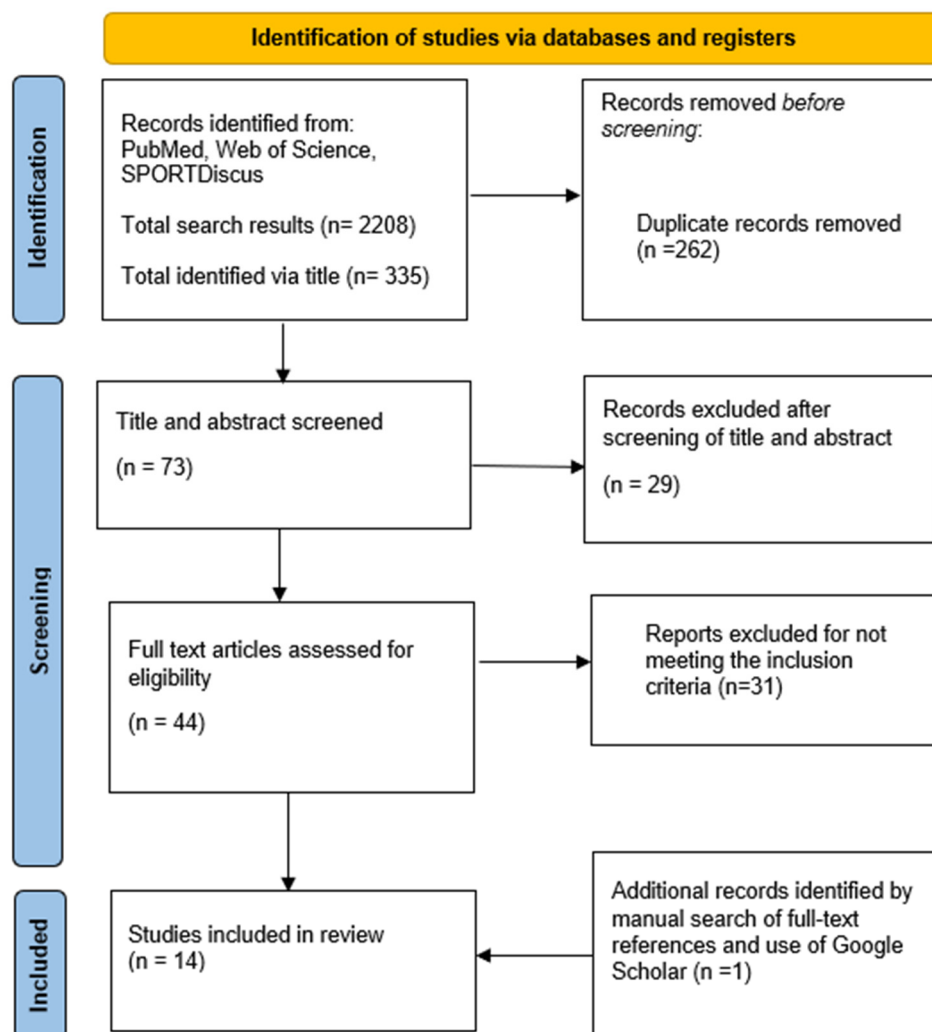 Identification of studies via databases and registers
Identification
Records identified from:
PubMed, Web of Science,
SPORTDiscus
Total search results (n= 2208)
Total identified via title (n= 335)
Records removed before
screening:
Duplicate records removed
(n =262)
Screening
Title and abstract screened
(n = 73)
Records excluded after
screening of title and abstract
(n = 29)
Full text articles assessed for
eligibility
(n = 44)
Reports excluded for not
meeting the inclusion
criteria (n=31)
Included
Studies included in review
(n = 14)
Additional records identified by
manual search of full-text
references and use of Google
Scholar (n =1)